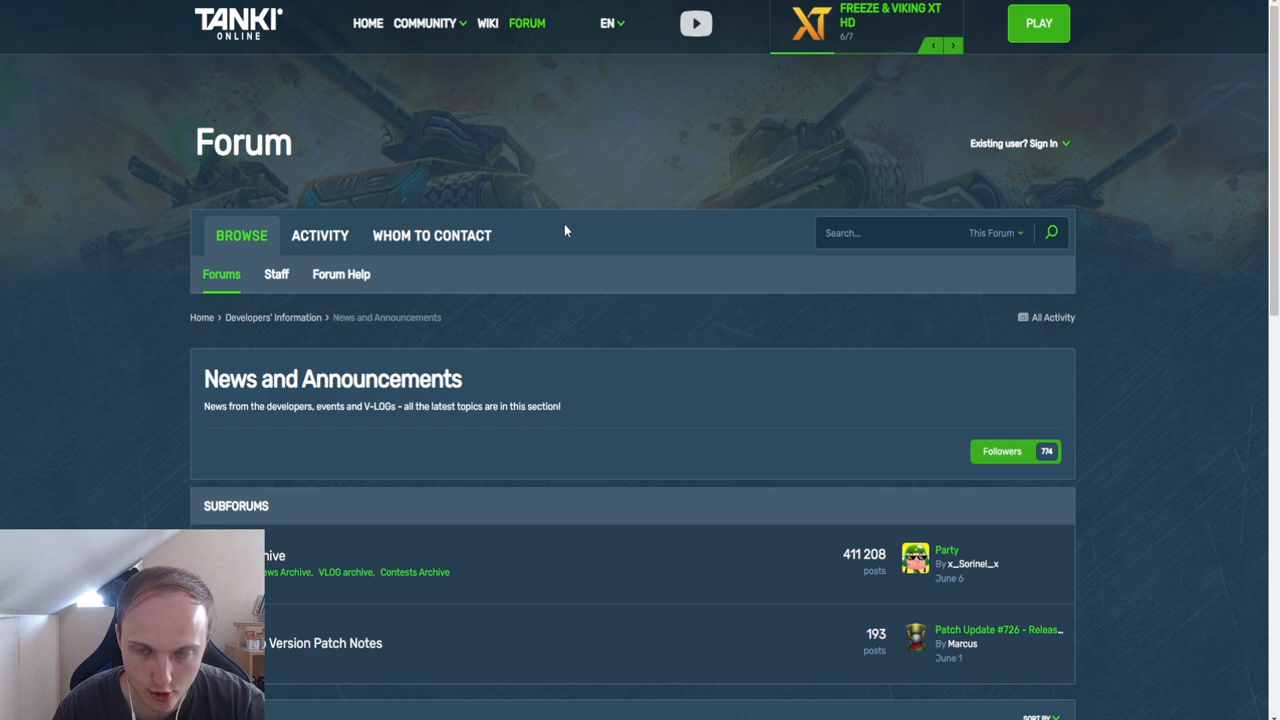 TANKI
ONLINE
HOME COMMUNITY WIKI FORUM EN
XT FREEZE & VIKING XT HD
6/7
PLAY
Forum
Existing user? Sign In
BROWSE ACTIVITY WHOM TO CONTACT
Search... This Forum
Forums Staff Forum Help
Home > Developers' Information > News and Announcements
All Activity
News and Announcements
News from the developers, events and V-LOGs - all the latest topics are in this section!
Followers 774
SUBFORUMS
hive
ews Archive, VLOG archive, Contests Archive
411 208
posts
Party
By x_Sorinel_x
June 6
Version Patch Notes
193
posts
Patch Update #726 - Releas...
By Marcus
June 1
SORT BY